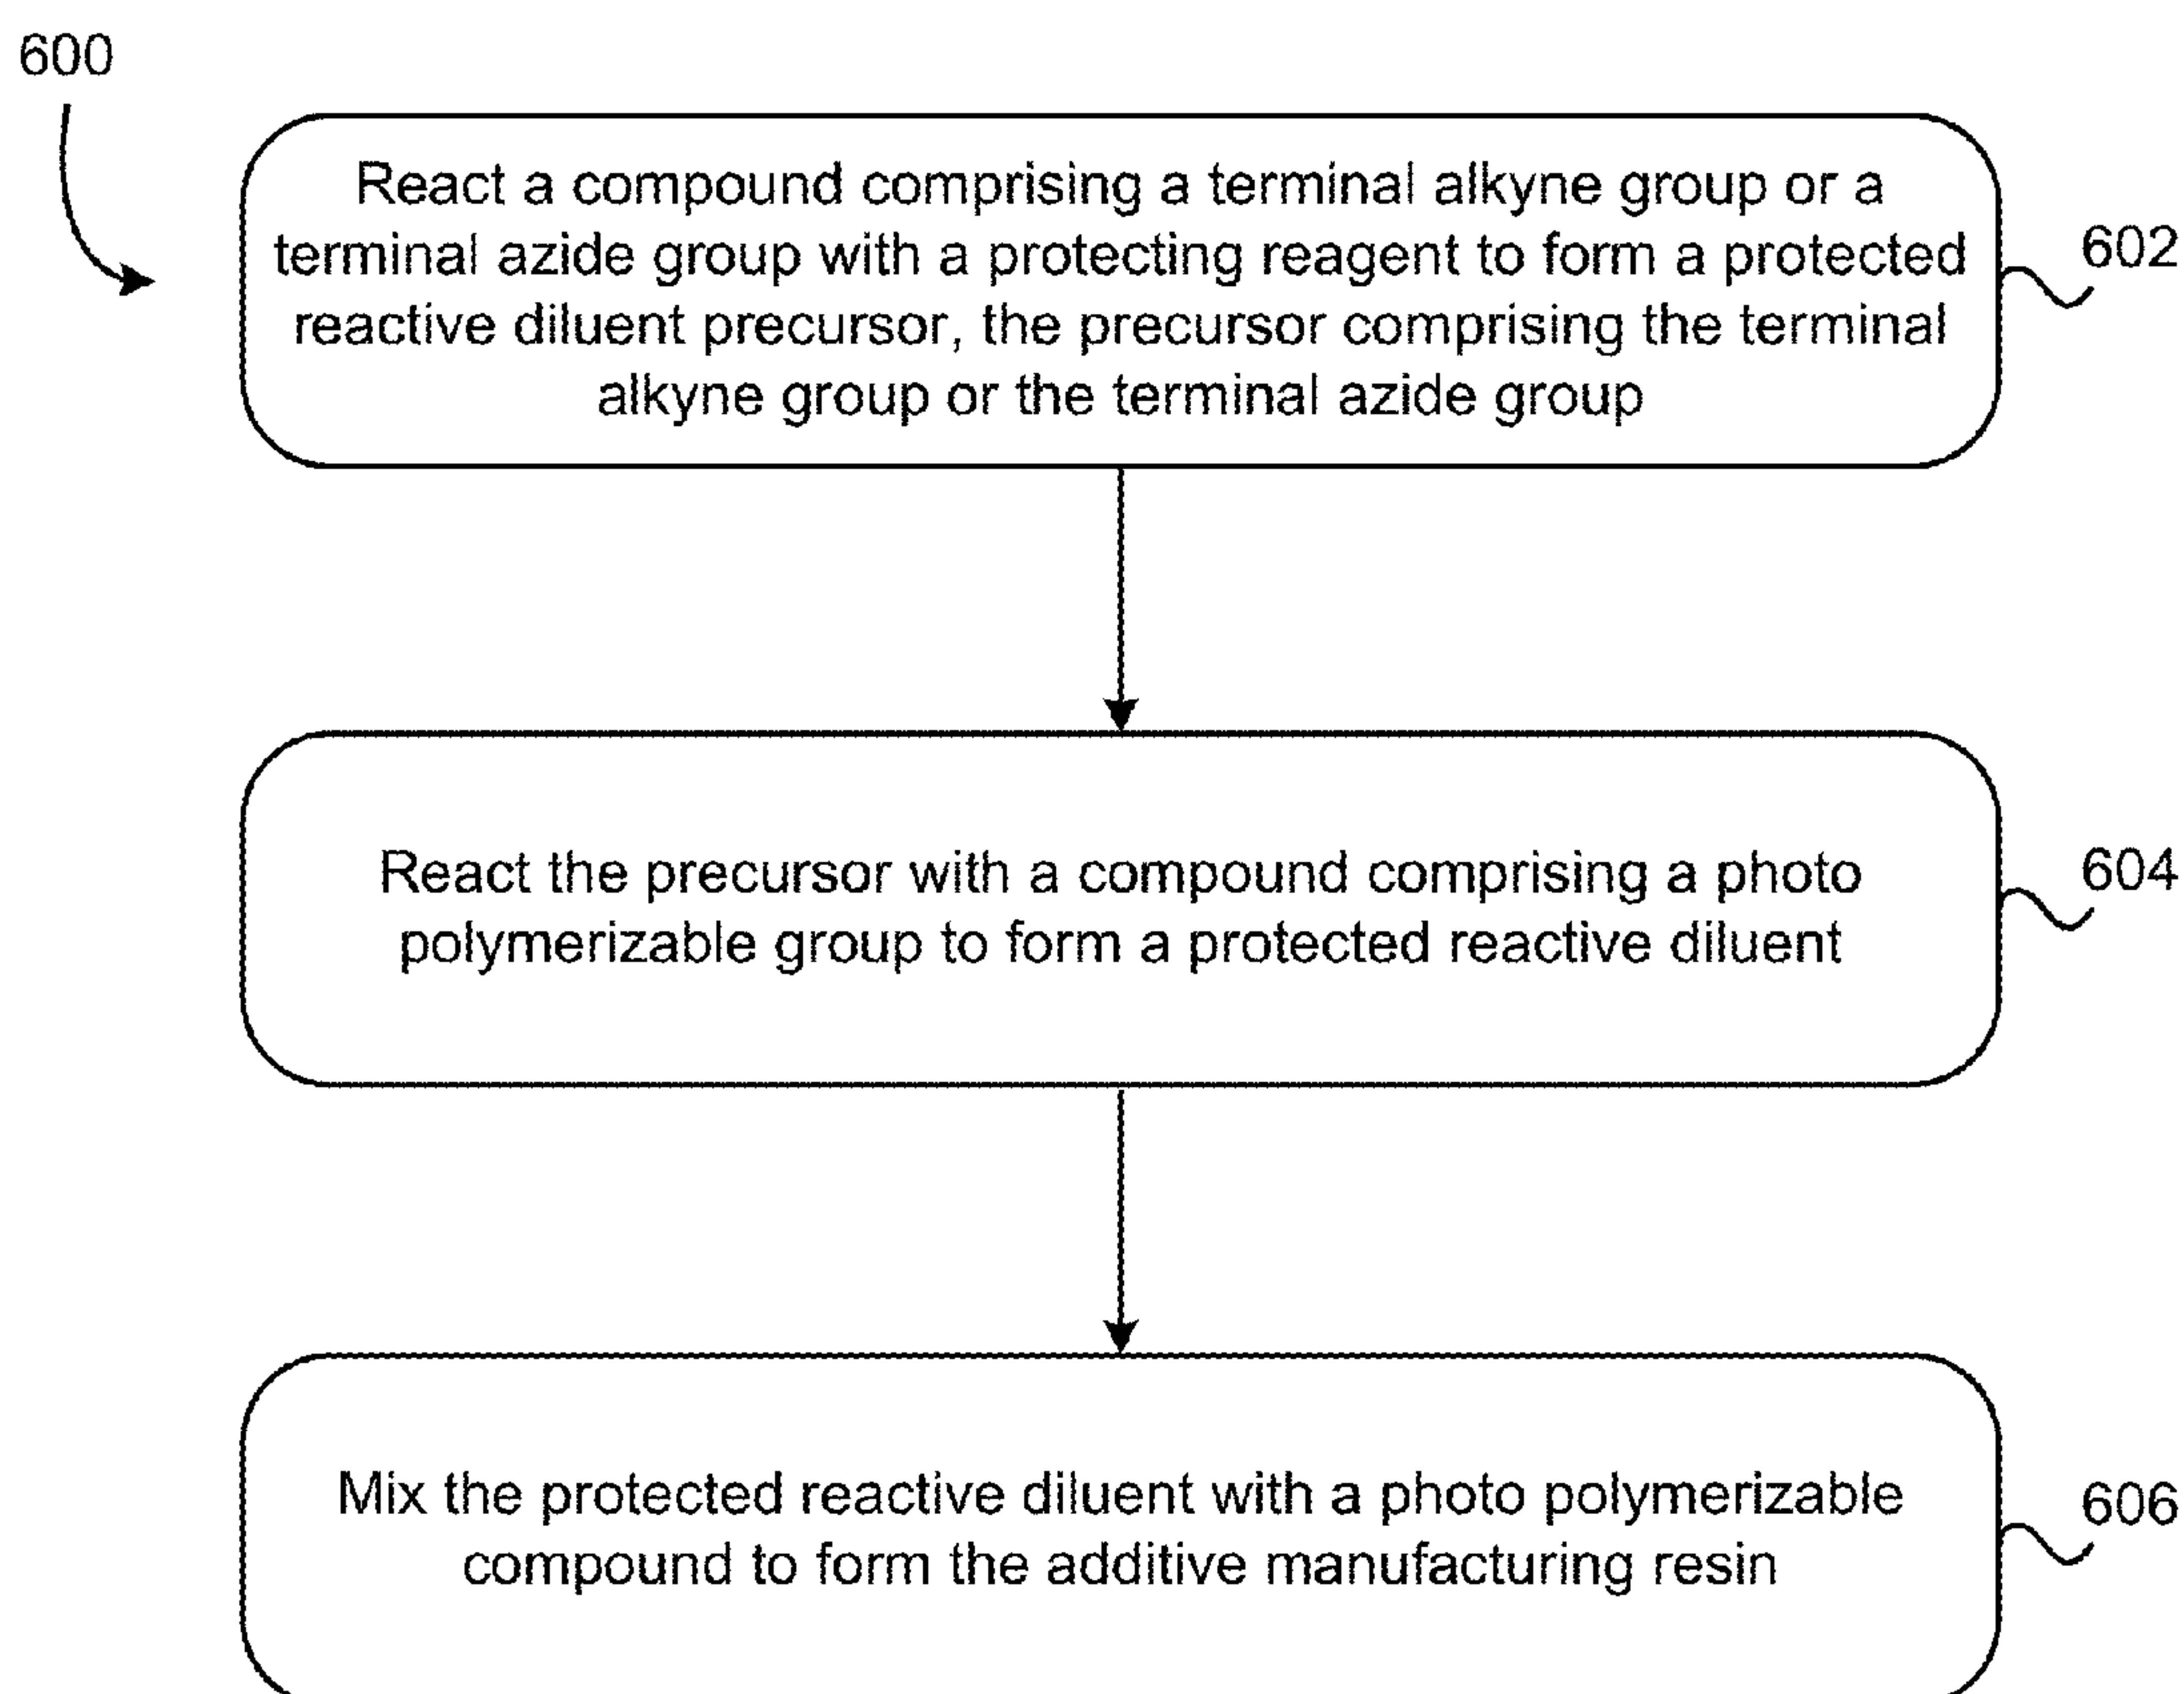 600
React a compound comprising a terminal alkyne group or a
terminal azide group with a protecting reagent to form a protected
reactive diluent precursor, the precursor comprising the terminal
alkyne group or the terminal azide group
602
React the precursor with a compound comprising a photo
polymerizable group to form a protected reactive diluent
604
Mix the protected reactive diluent with a photo polymerizable
compound to form the additive manufacturing resin
606